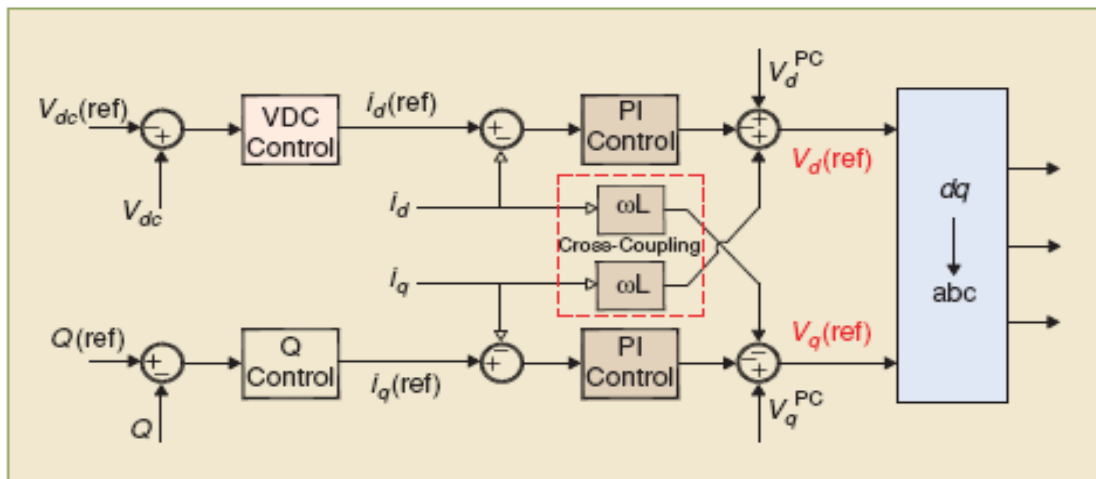 V_d^PC
V_dc(ref)
VDC
Control
i_d(ref)
PI
Control
V_d(ref)
V_dc
i_d
ωL
dq
Cross-Coupling
i_q
ωL
abc
Q(ref)
Q
Control
i_q(ref)
PI
Control
V_q(ref)
Q
V_q^PC